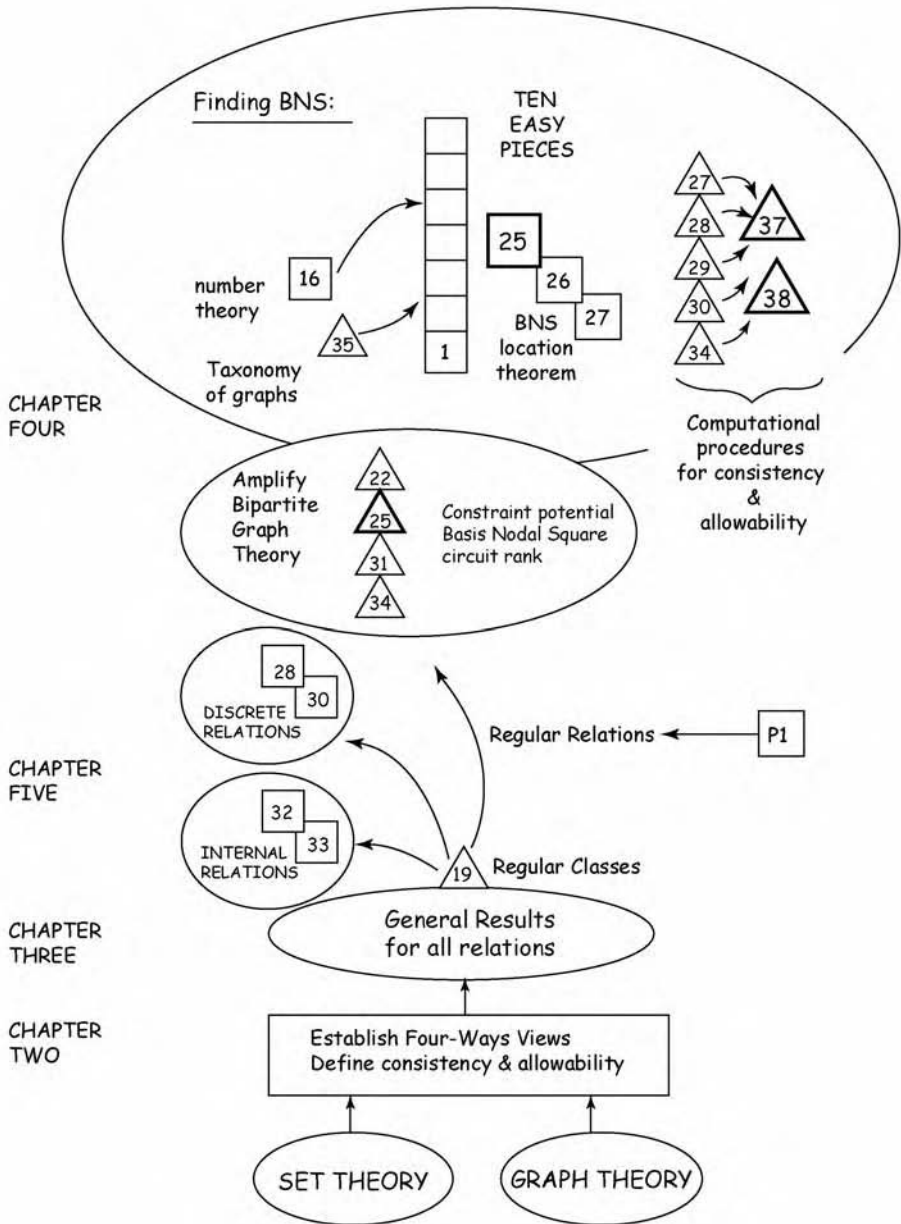 Finding BNS:
TEN
EASY
PIECES
27
28
29
30
34
37
38
25
26
27
16
number
theory
35
1
BNS
location
theorem
Taxonomy
of graphs
CHAPTER
FOUR
Computational
procedures
for consistency
&
allowability
Amplify
Bipartite
Graph
Theory
22
25
31
34
Constraint potential
Basis Nodal Square
circuit rank
28
30
DISCRETE
RELATIONS
Regular Relations
P1
CHAPTER
FIVE
32
33
INTERNAL
RELATIONS
19
Regular Classes
CHAPTER
THREE
General Results
for all relations
CHAPTER
TWO
Establish Four-Ways Views
Define consistency & allowability
SET THEORY
GRAPH THEORY